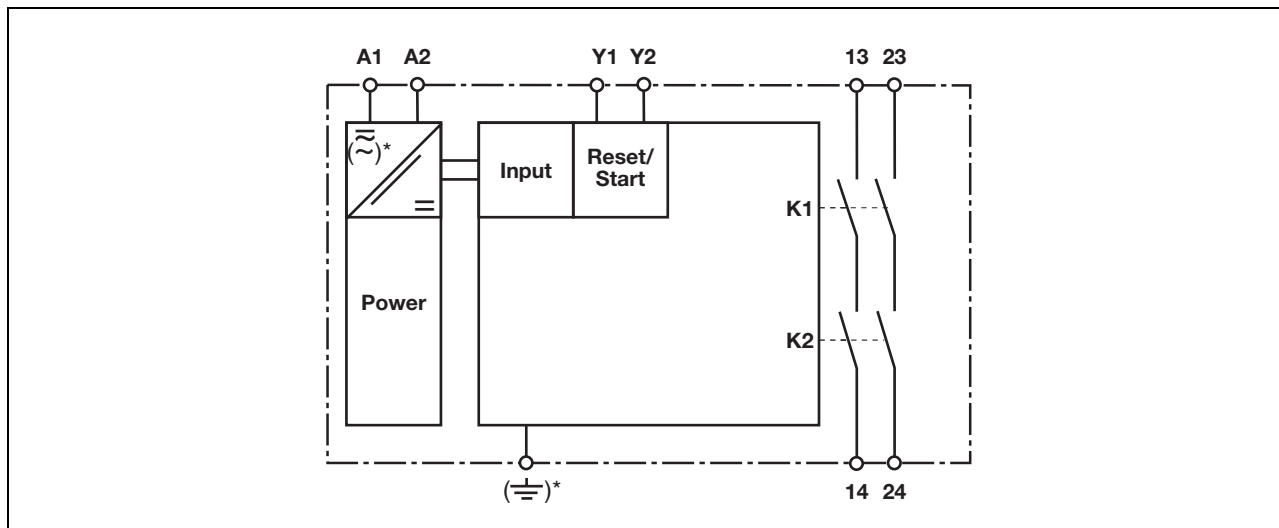 A1 A2 Y1 Y2 13 23
( )*
Input
Reset/
Start
K1
Power
K2
( )*
14 24